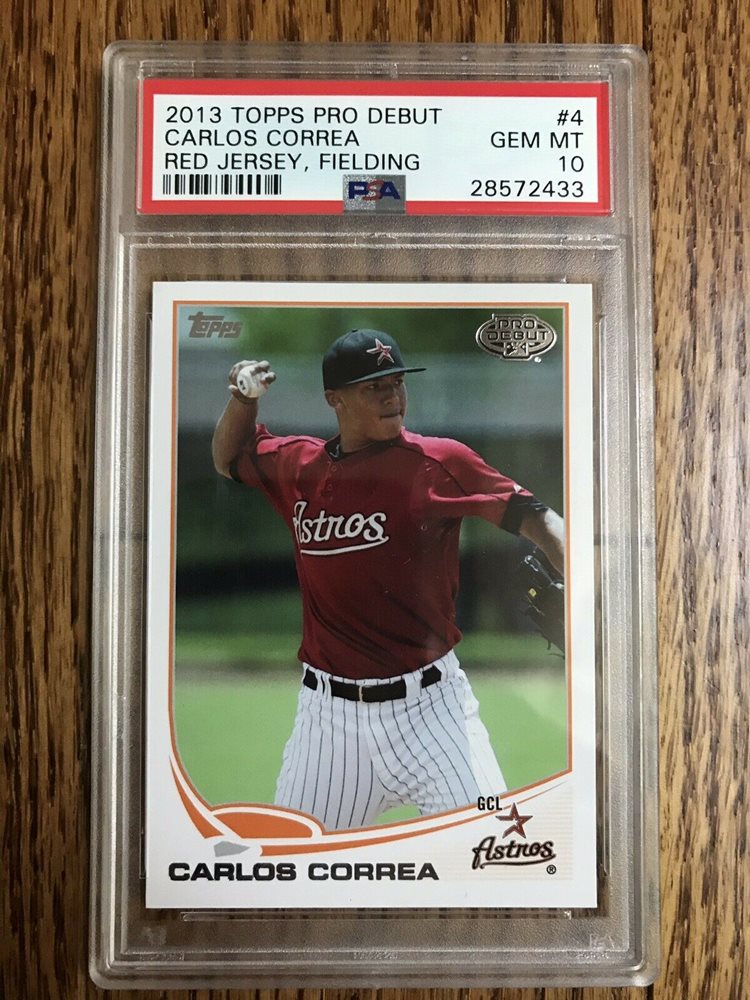 2013 TOPPS PRO DEBUT #4
CARLOS CORREA GEM MT
RED JERSEY, FIELDING 10
PSA 28572433
Topps
PRO DEBUT
Astros
GCL
Astros ®
CARLOS CORREA